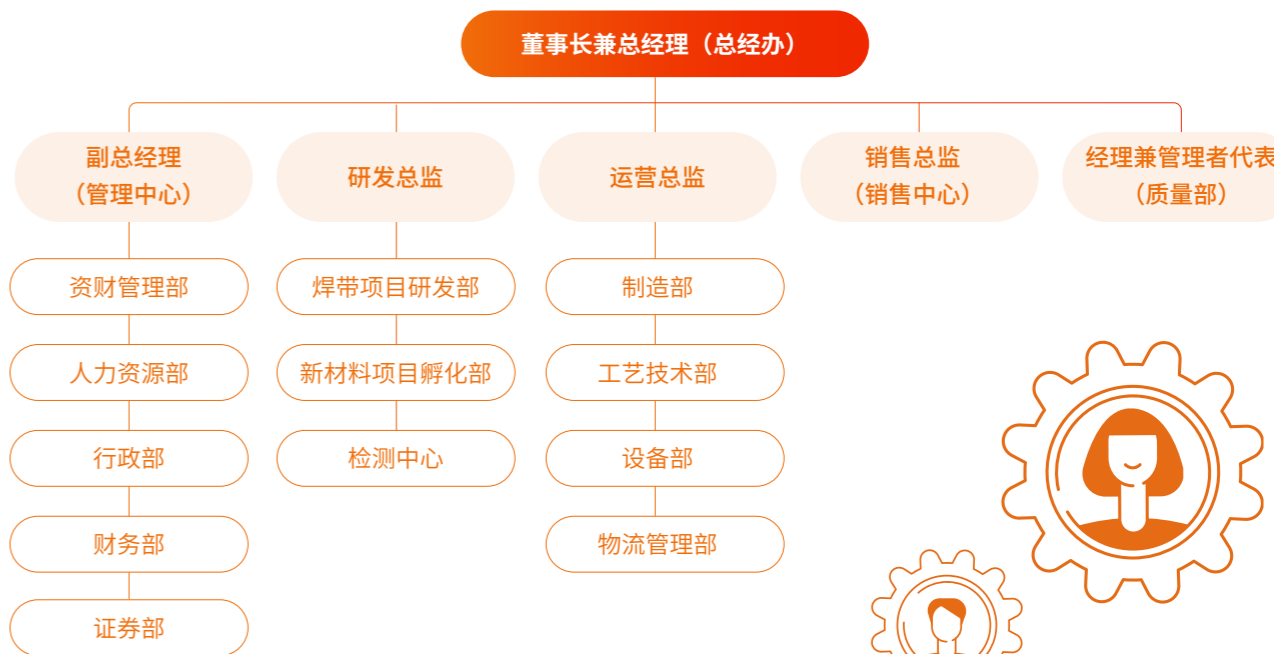 董事长兼总经理（总经办）
副总经理
（管理中心）
研发总监
运营总监
销售总监
（销售中心）
经理兼管理者代表
（质量部）
资财管理部
焊带项目研发部
制造部
人力资源部
新材料项目孵化部
工艺技术部
行政部
检测中心
设备部
财务部
物流管理部
证券部